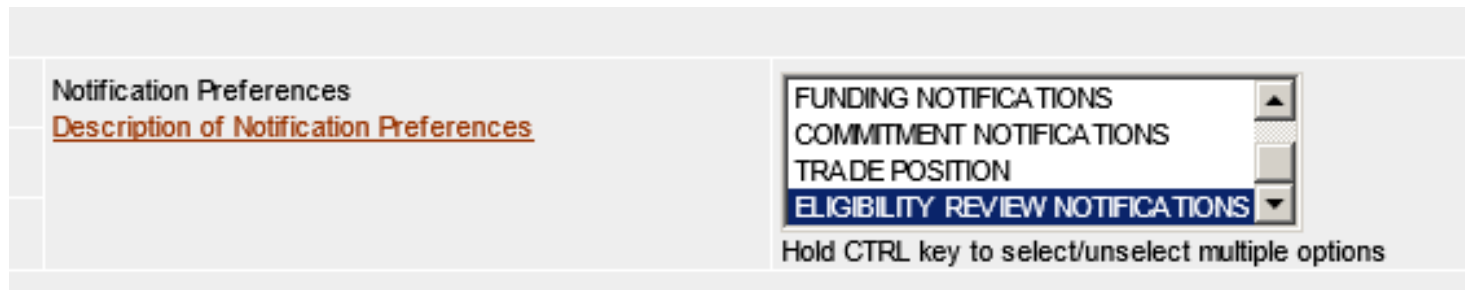 Notification Preferences
Description of Notification Preferences
FUNDING NOTIFICATIONS
COMMITMENT NOTIFICATIONS
TRADE POSITION
ELIGIBILITY REVIEW NOTIFICATIONS
Hold CTRL key to select/unselect multiple options